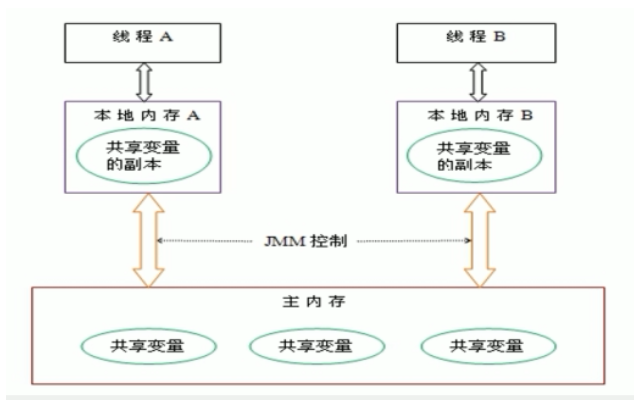 线程 A
线程 B
本地内存 A
本地内存 B
共享变量
的副本
共享变量
的副本
JMM 控制
主内存
共享变量
共享变量
共享变量